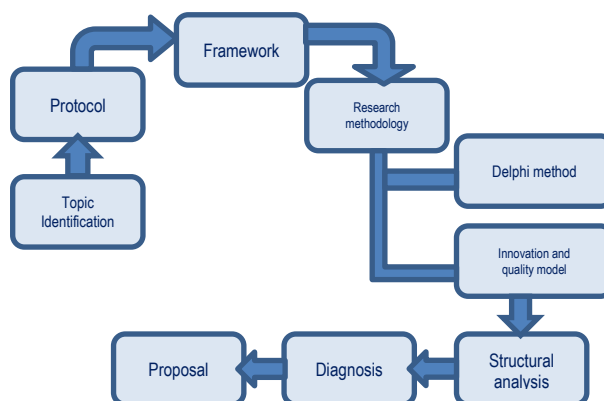 Framework
Protocol
Research
methodology
Delphi method
Topic
Identification
Innovation and
quality model
Structural
analysis
Diagnosis
Proposal